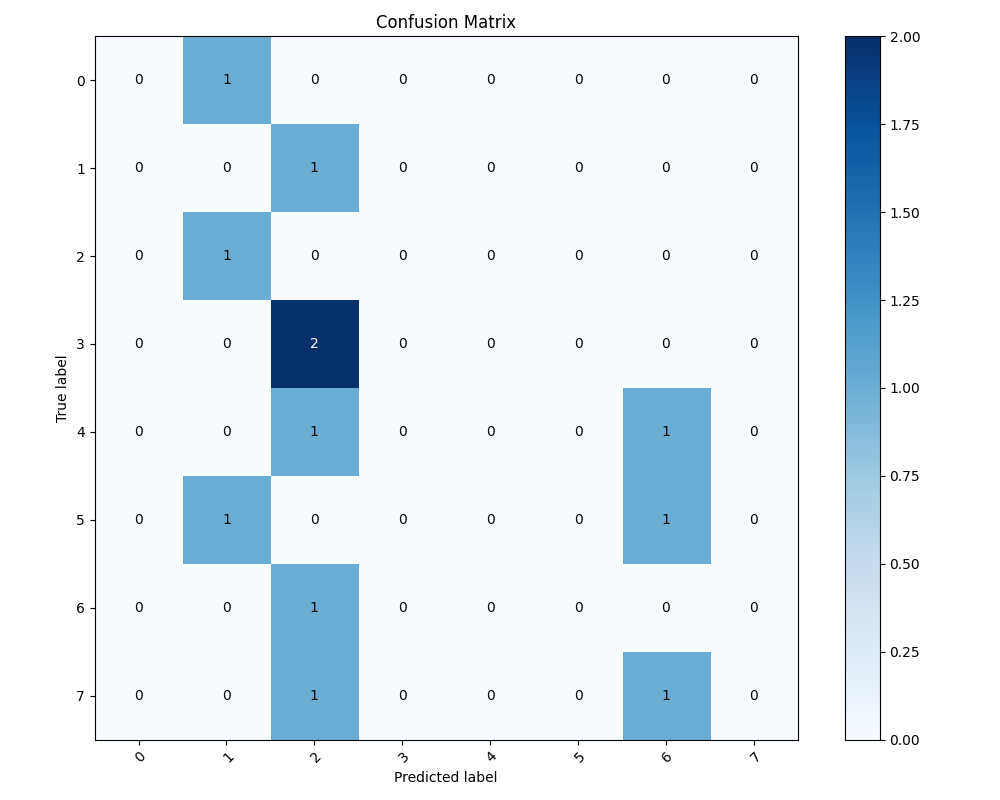 Confusion Matrix
0 0 1 0 0 0 0 0 0
1 0 0 1 0 0 0 0 0
2 0 1 0 0 0 0 0 0
3 0 0 2 0 0 0 0 0
4 0 0 1 0 0 0 1 0
5 0 1 0 0 0 0 1 0
6 0 0 1 0 0 0 0 0
7 0 0 1 0 0 0 1 0
0 1 2 3 4 5 6 7
True label
Predicted label
2.00
1.75
1.50
1.25
1.00
0.75
0.50
0.25
0.00